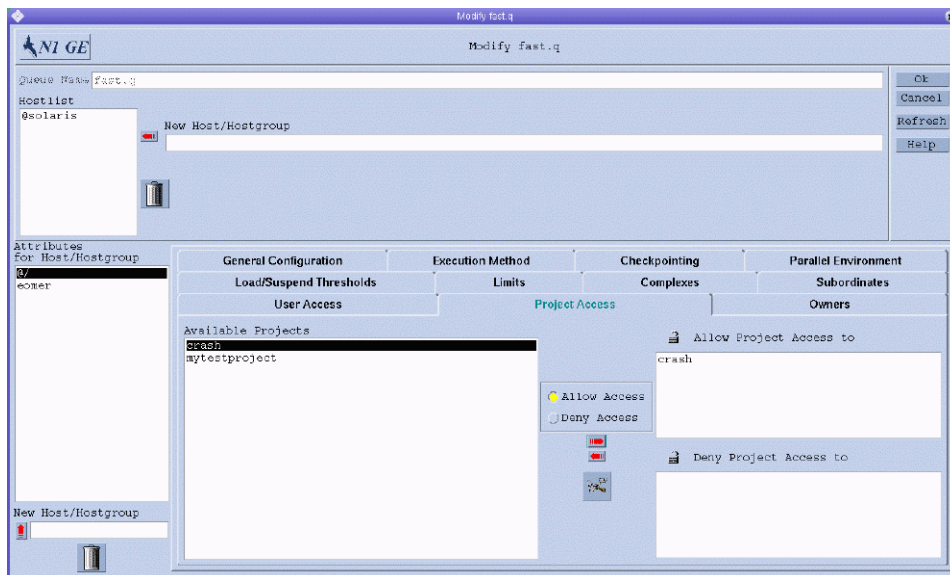 Modify fast.q
N1 GE
Modify fast.q
Queue Name fast.q
Ok
Cancel
Refresh
Help
Hostlist
@solaris
New Host/Hostgroup
Attributes
for Host/Hostgroup
@/
eomer
New Host/Hostgroup
General Configuration Execution Method Checkpointing Parallel Environment
Load/Suspend Thresholds Limits Complexes Subordinates
User Access Project Access Owners
Available Projects
crash
mytestproject
Allow Access
Deny Access
Allow Project Access to
crash
Deny Project Access to